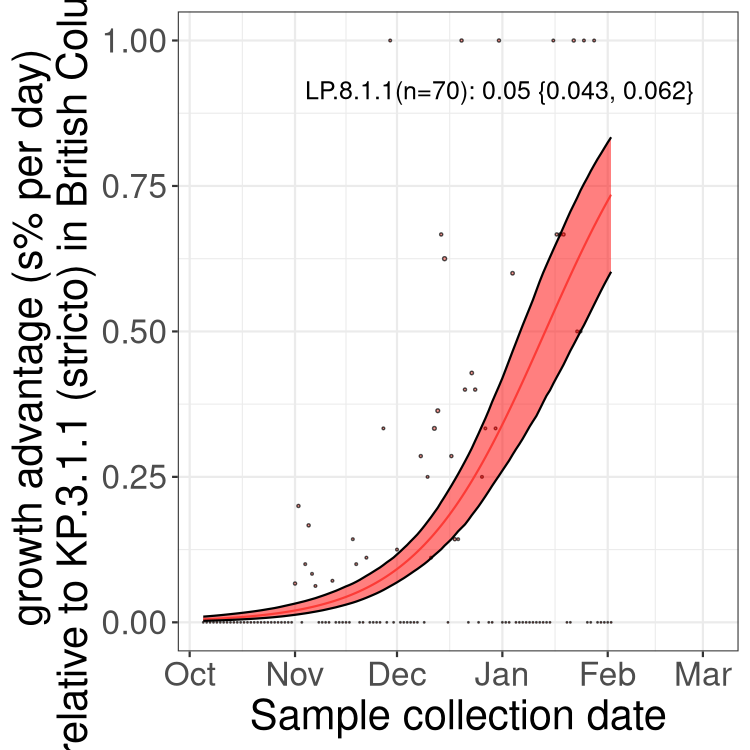 growth advantage (s% per day)
relative to KP.3.1.1 (stricto) in British Colu
1.00
0.75
0.50
0.25
0.00
LP.8.1.1(n=70): 0.05 {0.043, 0.062}
Oct Nov Dec Jan Feb Mar
Sample collection date